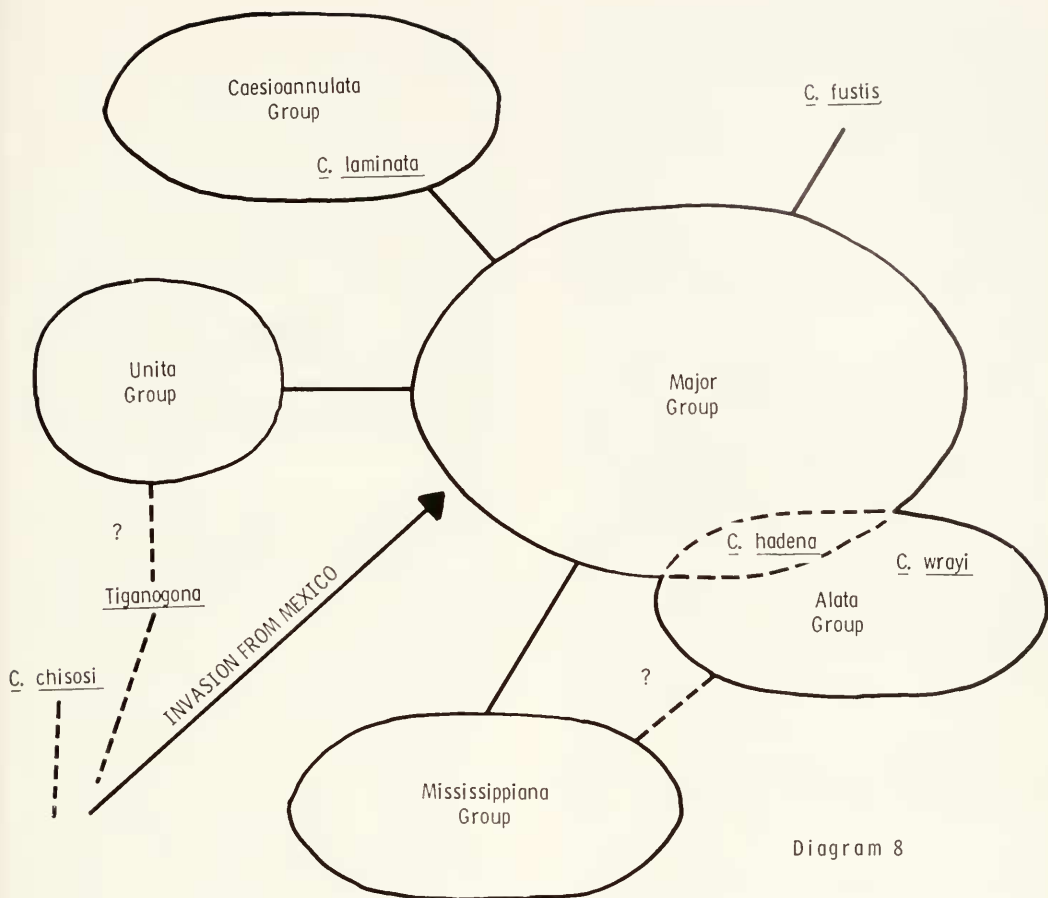 Caesioannulata
Group
C. laminata
C. fustis
Unita
Group
Major
Group
?
Tiganogona
C. chisosi
INVASION FROM MEXICO
C. hadena
C. wrayi
Alata
Group
?
Mississippiana
Group
Diagram 8